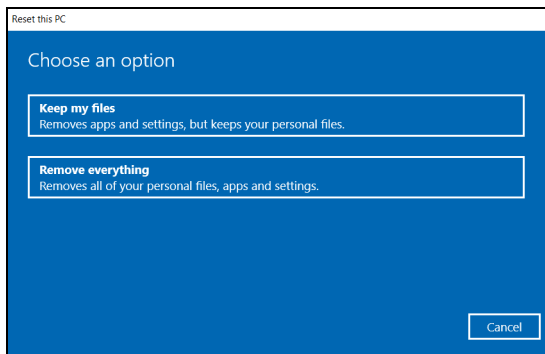 Reset this PC
Choose an option
Keep my files
Removes apps and settings, but keeps your personal files.
Remove everything
Removes all of your personal files, apps and settings.
Cancel